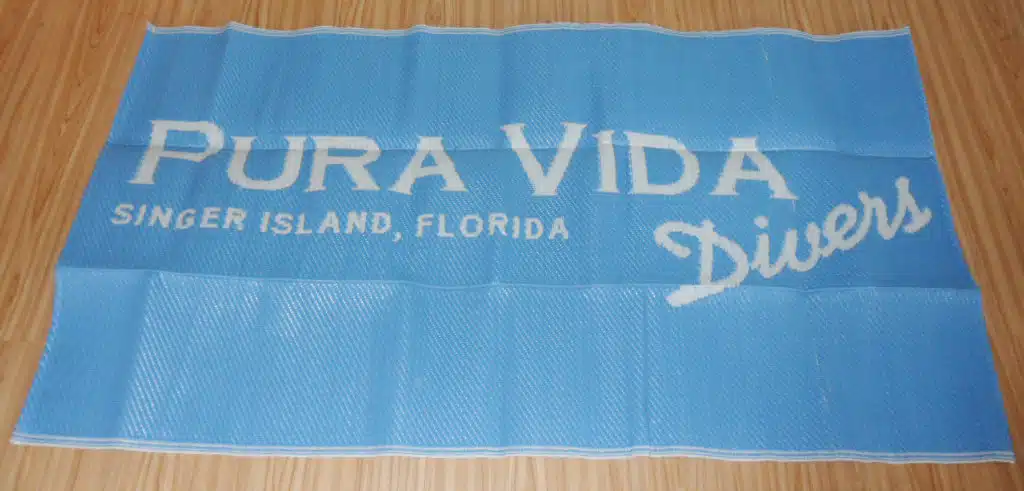 PURA VIDA
SINGER ISLAND, FLORIDA
Divers